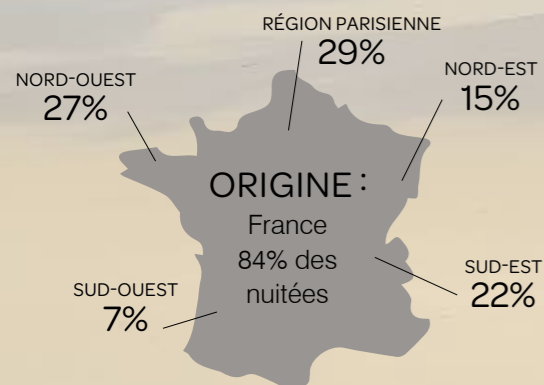 RÉGION PARISIENNE
29%
NORD-OUEST
27%
NORD-EST
15%
ORIGINE :
France
84% des
nuitées
SUD-EST
22%
SUD-OUEST
7%